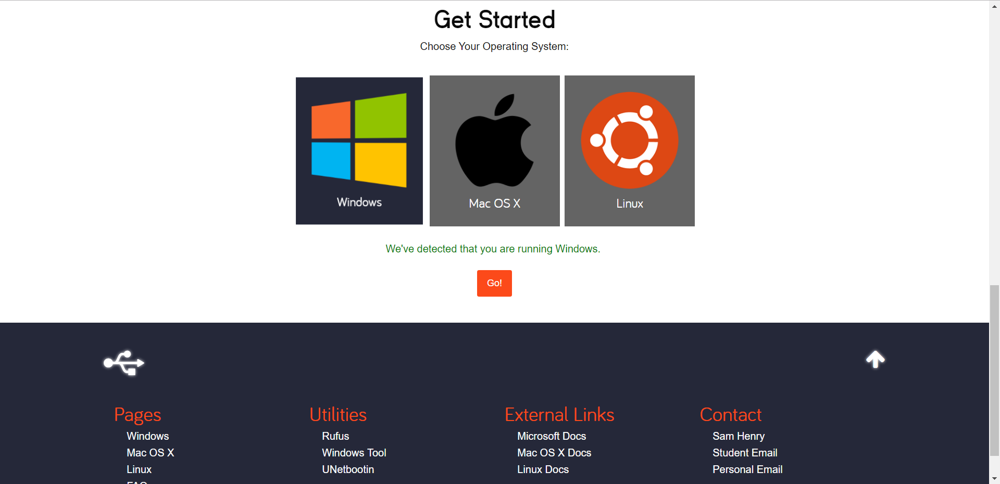 Get Started
Choose Your Operating System:
Windows
Mac OS X
Linux
We've detected that you are running Windows.
Go!
Pages
Windows
Mac OS X
Linux
FAQ
Utilities
Rufus
Windows Tool
UNetbootin
External Links
Microsoft Docs
Mac OS X Docs
Linux Docs
Contact
Sam Henry
Student Email
Personal Email